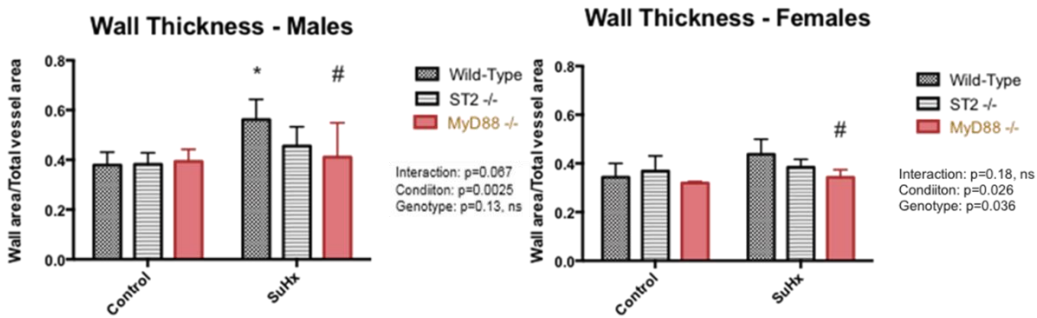 Wall Thickness - Males
Wall area/Total vessel area
0.8
0.6
0.4
0.2
0.0
*
#
Control
SuHx
Wild-Type
ST2 -/-
MyD88 -/-
Interaction: p=0.067
Condiiton: p=0.0025
Genotype: p=0.13, ns
Wall Thickness - Females
Wall area/Total vessel area
0.8
0.6
0.4
0.2
0.0
#
Control
SuHx
Wild-Type
ST2 -/-
MyD88 -/-
Interaction: p=0.18, ns
Condiiton: p=0.026
Genotype: p=0.036